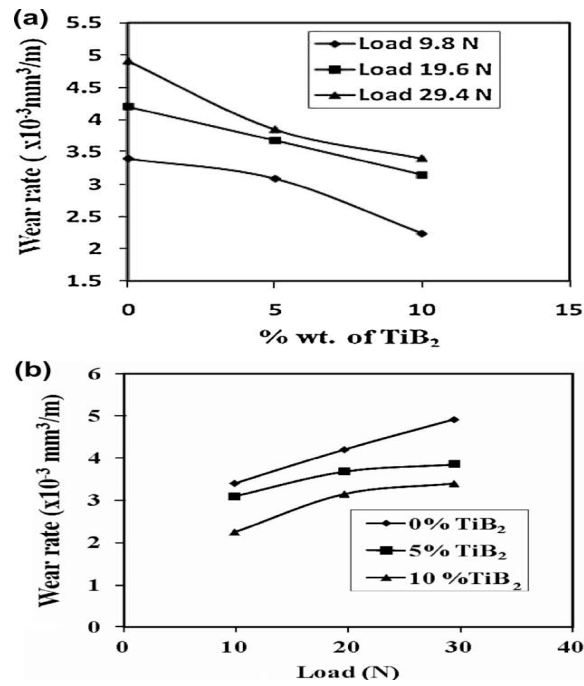 (a)
Wear rate ( x10⁻³mm³/m)
5.5
5
4.5
4
3.5
3
2.5
2
1.5
Load 9.8 N
Load 19.6 N
Load 29.4 N
0 5 10 15
% wt. of TiB₂
(b)
Wear rate (x10⁻³ mm³/m)
6
5
4
3
2
1
0
0% TiB₂
5% TiB₂
10 %TiB₂
0 10 20 30 40
Load (N)